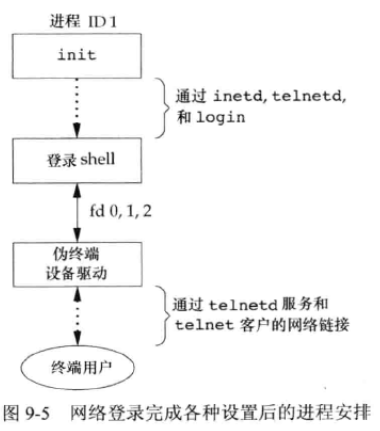 进程 ID 1
init
通过 inetd, telnetd,
和 login
登录 shell
fd 0, 1, 2
伪终端
设备驱动
通过 telnetd 服务和
telnet 客户的网络链接
终端用户
图 9-5 网络登录完成各种设置后的进程安排